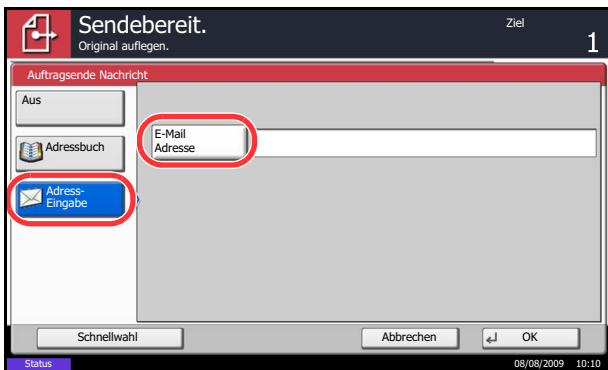 Sendebereit.
Ziel
Original auflegen.
1
Auftragsende Nachricht
Aus
E-Mail
Adresse
Adressbuch
Adress-
Eingabe
Schnellwahl
Abbrechen
OK
Status
08/08/2009 10:10